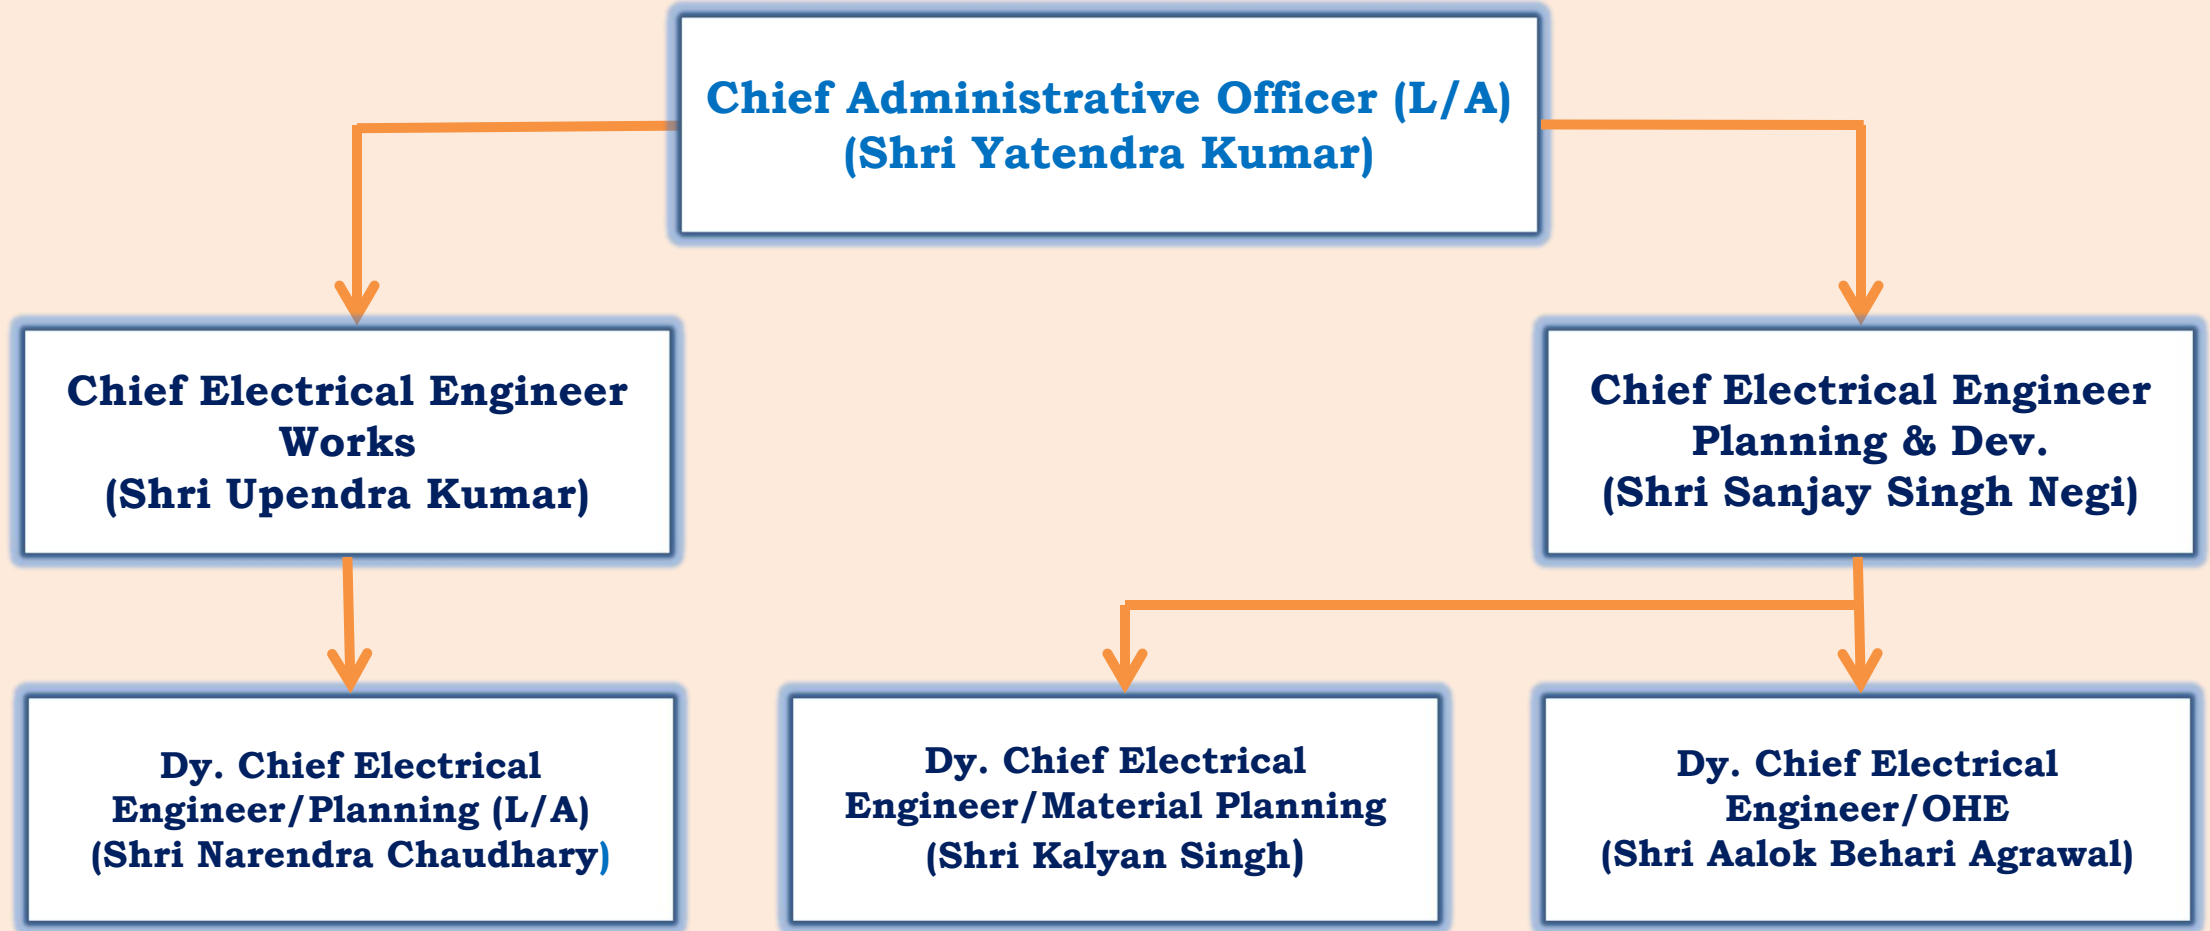 Chief Administrative Officer (L/A)
(Shri Yatendra Kumar)
Chief Electrical Engineer
Works
(Shri Upendra Kumar)
Chief Electrical Engineer
Planning & Dev.
(Shri Sanjay Singh Negi)
Dy. Chief Electrical
Engineer/Planning (L/A)
(Shri Narendra Chaudhary)
Dy. Chief Electrical
Engineer/Material Planning
(Shri Kalyan Singh)
Dy. Chief Electrical
Engineer/OHE
(Shri Aalok Behari Agrawal)